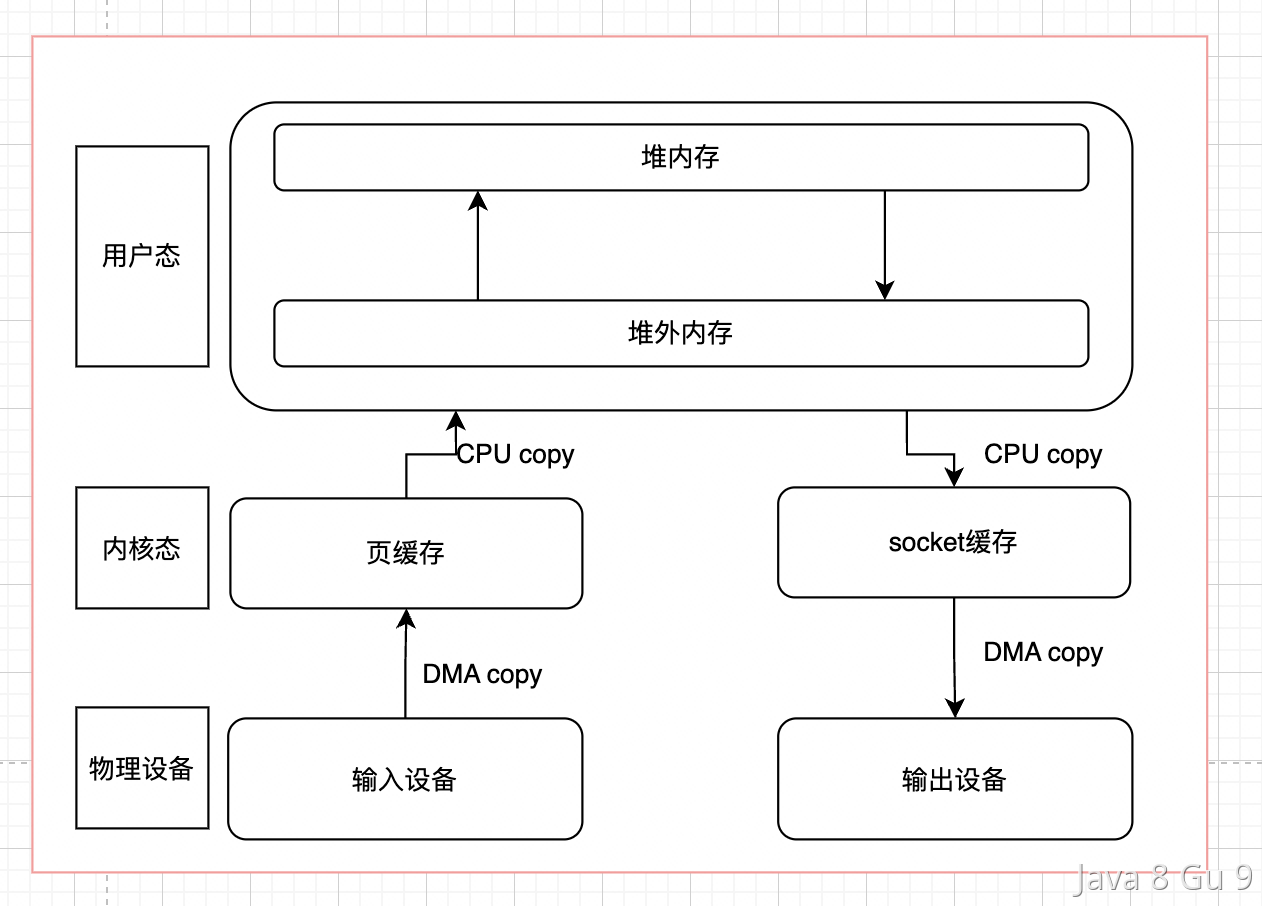 堆内存
用户态
堆外内存
CPU copy
CPU copy
内核态
页缓存
socket缓存
DMA copy
DMA copy
物理设备
输入设备
输出设备
Java 8 Gu 9